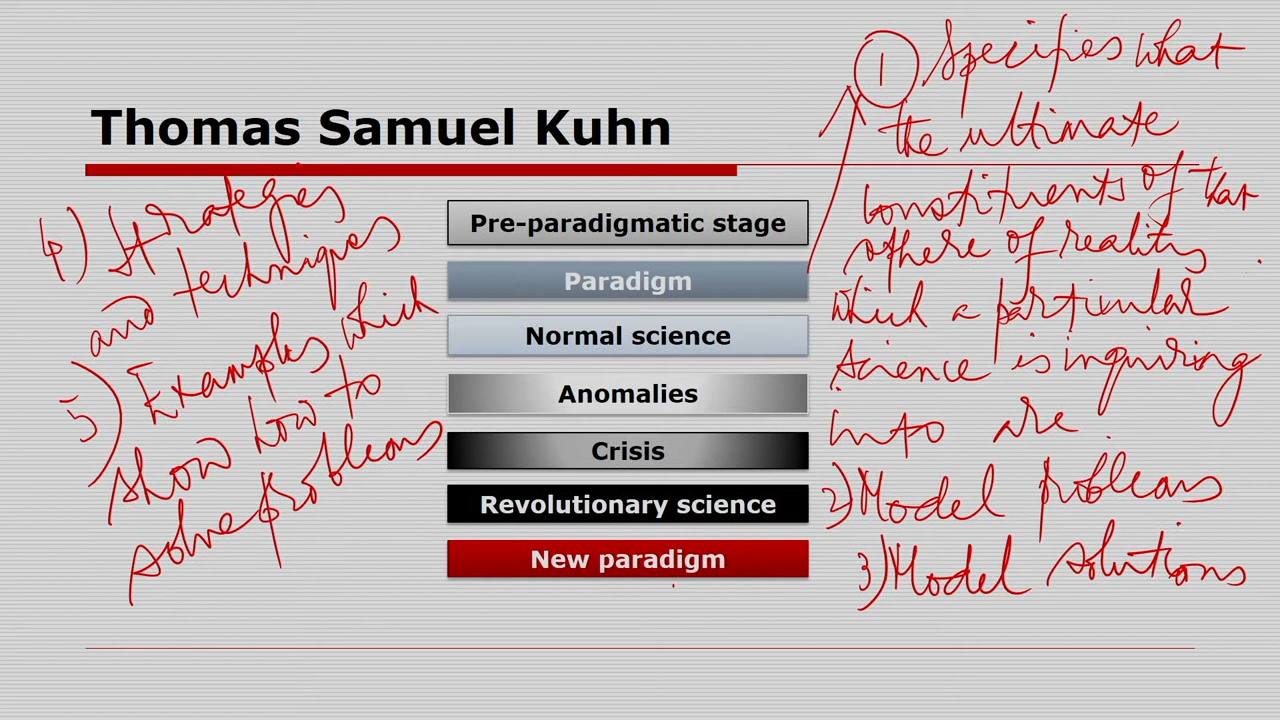 Thomas Samuel Kuhn
Pre-paradigmatic stage
Paradigm
Normal science
Anomalies
Crisis
Revolutionary science
New paradigm
1 Specifies what
the ultimate
constituents of that
sphere of reality
which a particular
science is inquiring
into are
2) Model problems
3) Model solutions
4) Strategies
and techniques
5) Examples which
show how to
solve problems